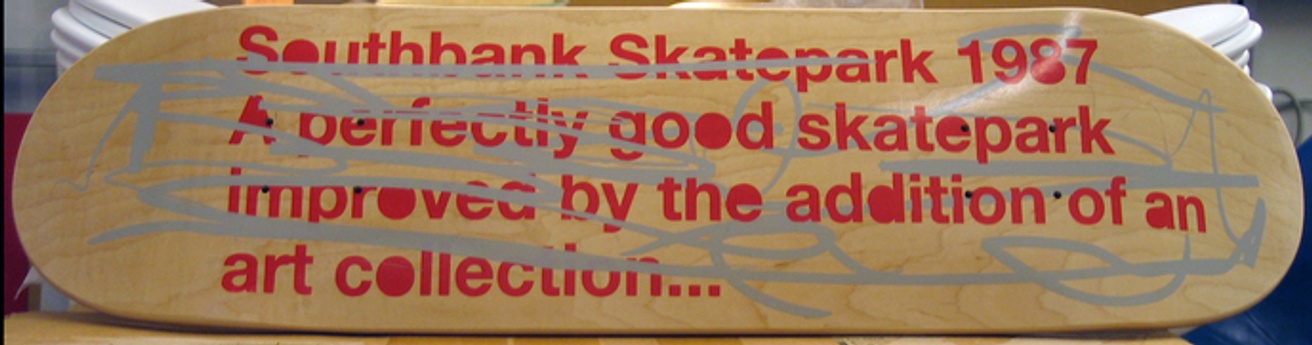 Southbank Skatepark 1987
A perfectly good skatepark
improved by the addition of an
art collection...